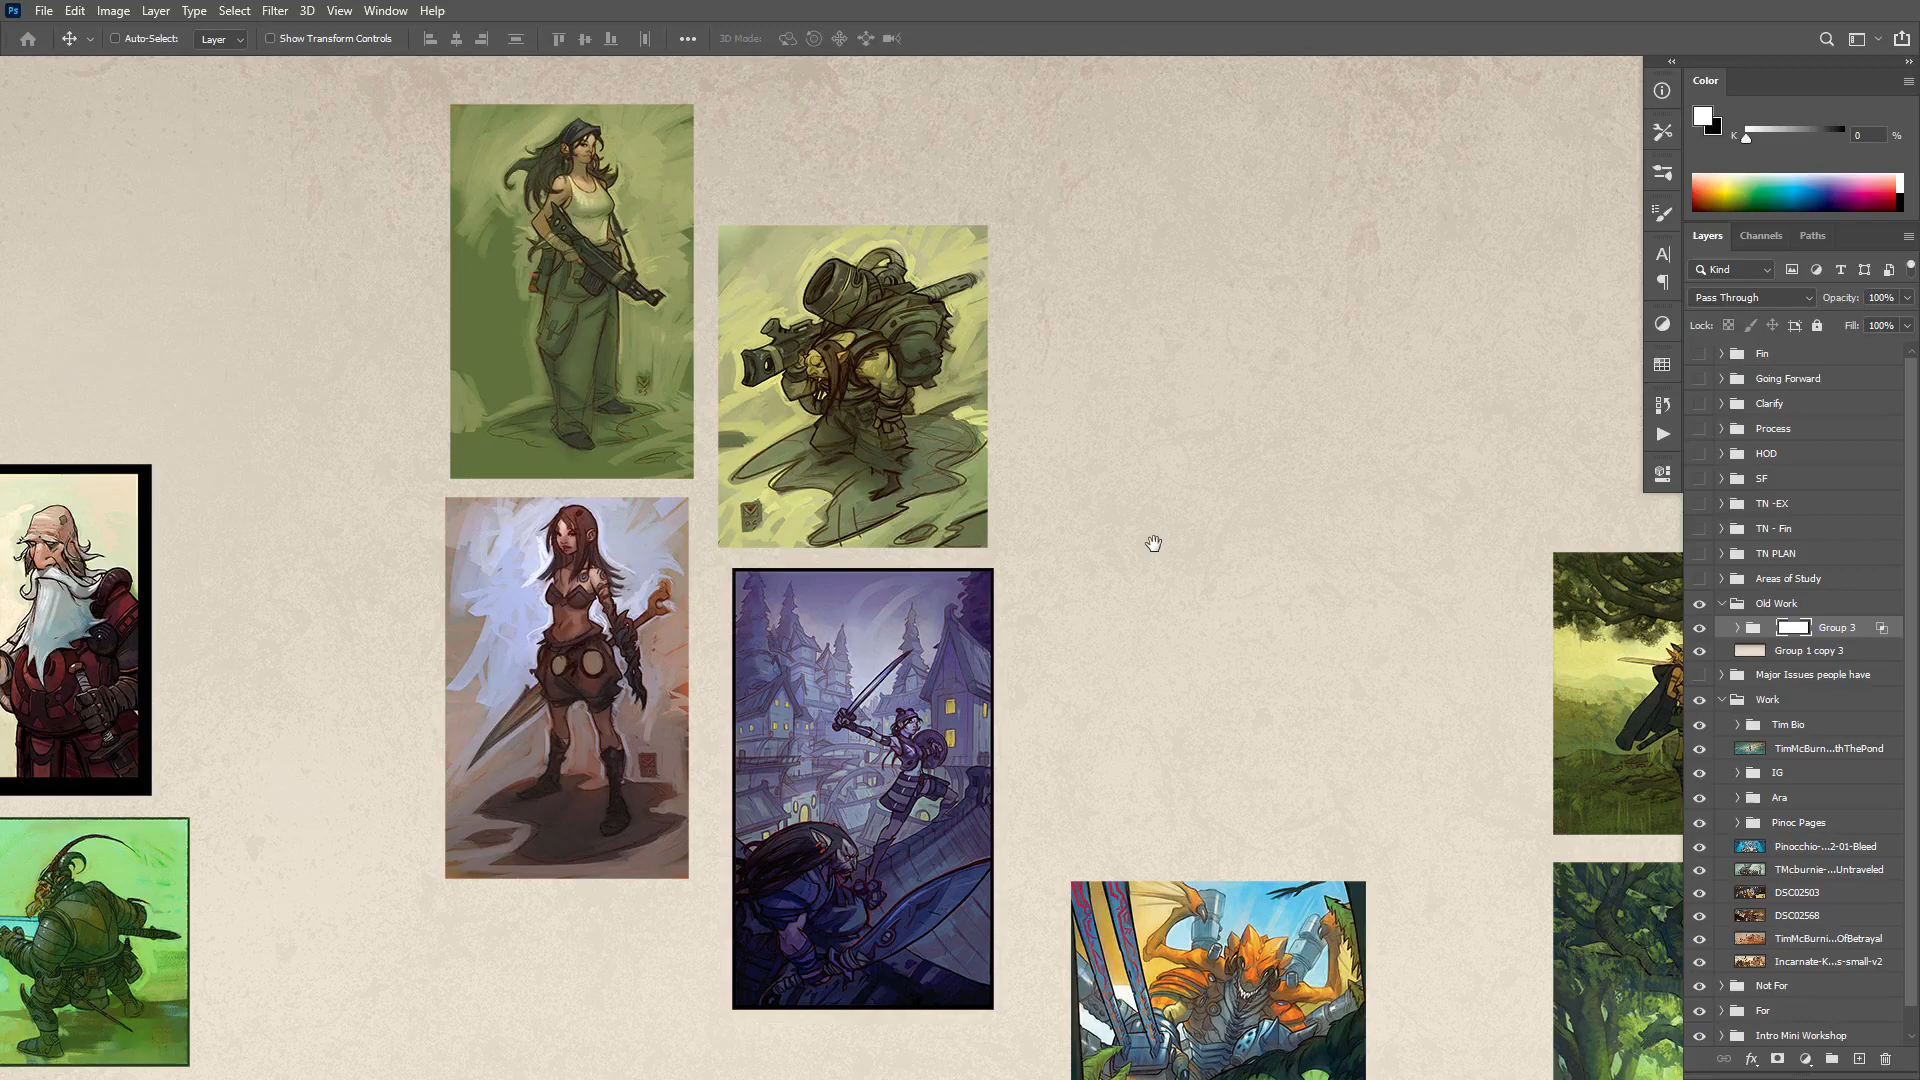 Ps File Edit Image Layer Type Select Filter 3D View Window Help
Auto-Select: Layer Show Transform Controls 3D Mode:
Color
K 0 %
Layers Channels Paths
Kind
Pass Through Opacity: 100%
Lock: Fill: 100%
Fin
Going Forward
Clarify
Process
HOD
SF
TN -EX
TN - Fin
TN PLAN
Areas of Study
Old Work
Group 3
Group 1 copy 3
Major Issues people have
Work
Tim Bio
TimMcBurn...thThePond
IG
Ara
Pinoc Pages
Pinocchio-...2-01-Bleed
TMcburnie-...Untraveled
DSC02503
DSC02568
TimMcBurni...OfBetrayal
Incarnate-K...s-small-v2
Not For
For
Intro Mini Workshop